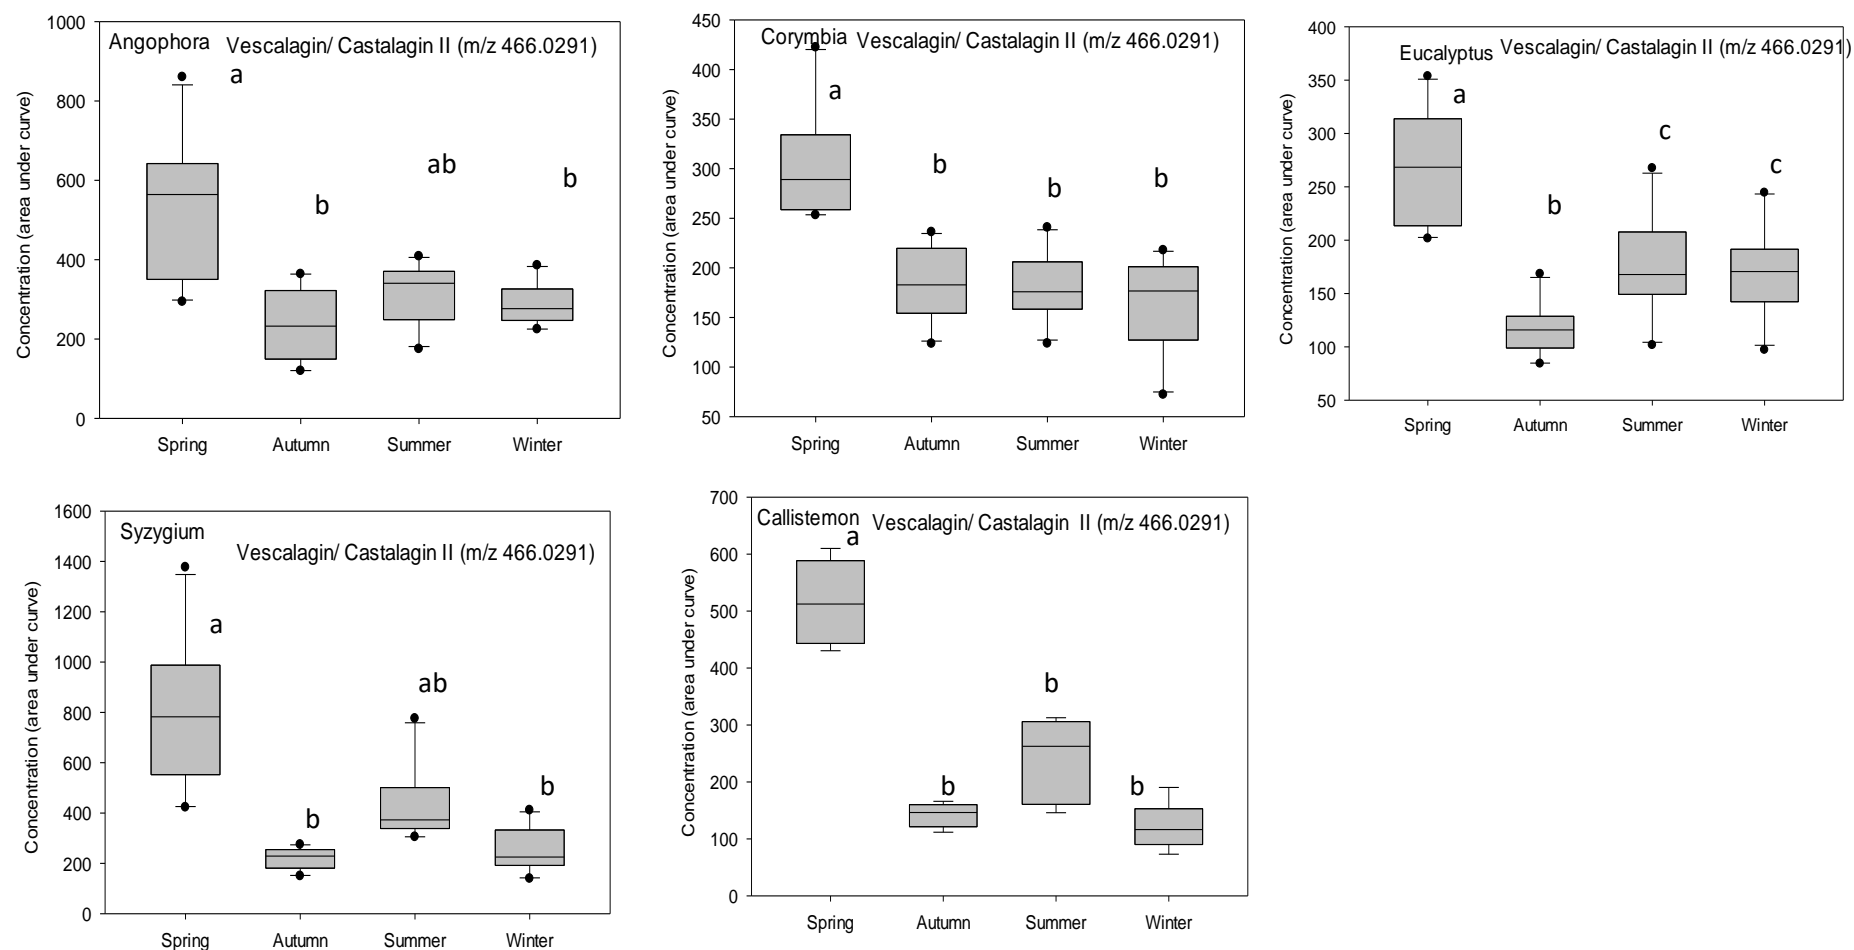 Angophora Vescalagin/ Castalagin II (m/z 466.0291)
Concentration (area under curve)
1000
800
600
400
200
0
a
b
ab
b
Spring Autumn Summer Winter
Corymbia Vescalagin/ Castalagin II (m/z 466.0291)
Concentration (area under curve)
450
400
350
300
250
200
150
100
50
a
b
b
b
Spring Autumn Summer Winter
Eucalyptus Vescalagin/ Castalagin II (m/z 466.0291)
Concentration (area under curve)
400
350
300
250
200
150
100
50
a
b
c
c
Spring Autumn Summer Winter
Syzygium
Vescalagin/ Castalagin II (m/z 466.0291)
Concentration (area under curve)
1600
1400
1200
1000
800
600
400
200
0
a
b
ab
b
Spring Autumn Summer Winter
Callistemon Vescalagin/ Castalagin II (m/z 466.0291)
Concentration (area under curve)
700
600
500
400
300
200
100
0
a
b
b
b
Spring Autumn Summer Winter